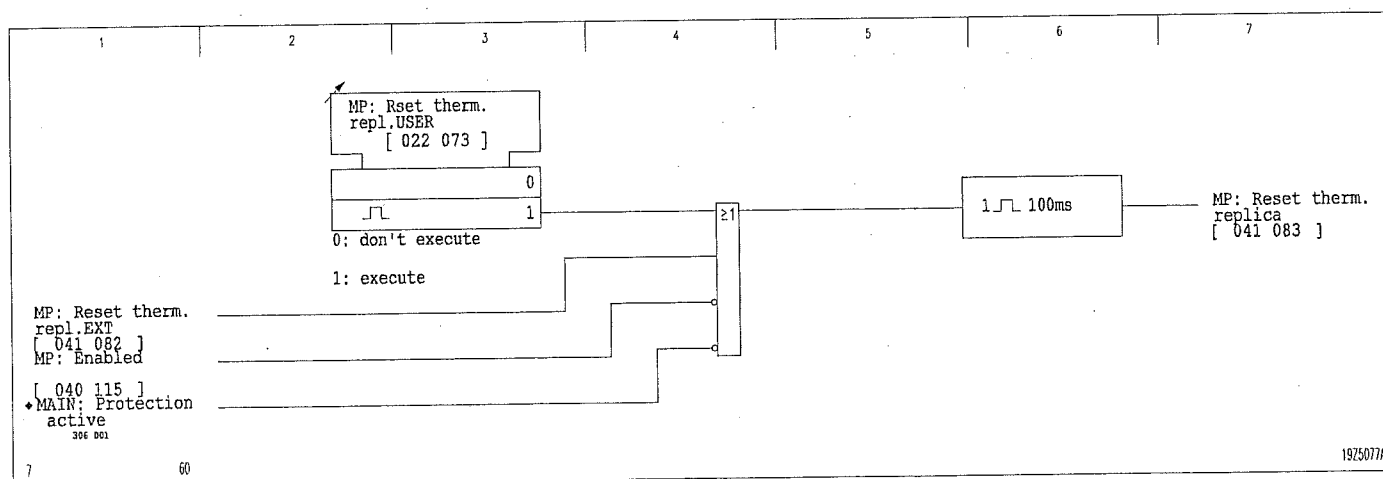 1 2 3 4 5 6 7
MP: Rset therm.
repl.USER
[ 022 073 ]
0
1
0: don't execute
1: execute
≥1
1 100ms
MP: Reset therm.
replica
[ 041 083 ]
MP: Reset therm.
repl.EXT
[ 041 082 ]
MP: Enabled
[ 040 115 ]
MAIN: Protection
active
306 001
7 60
19Z5077A